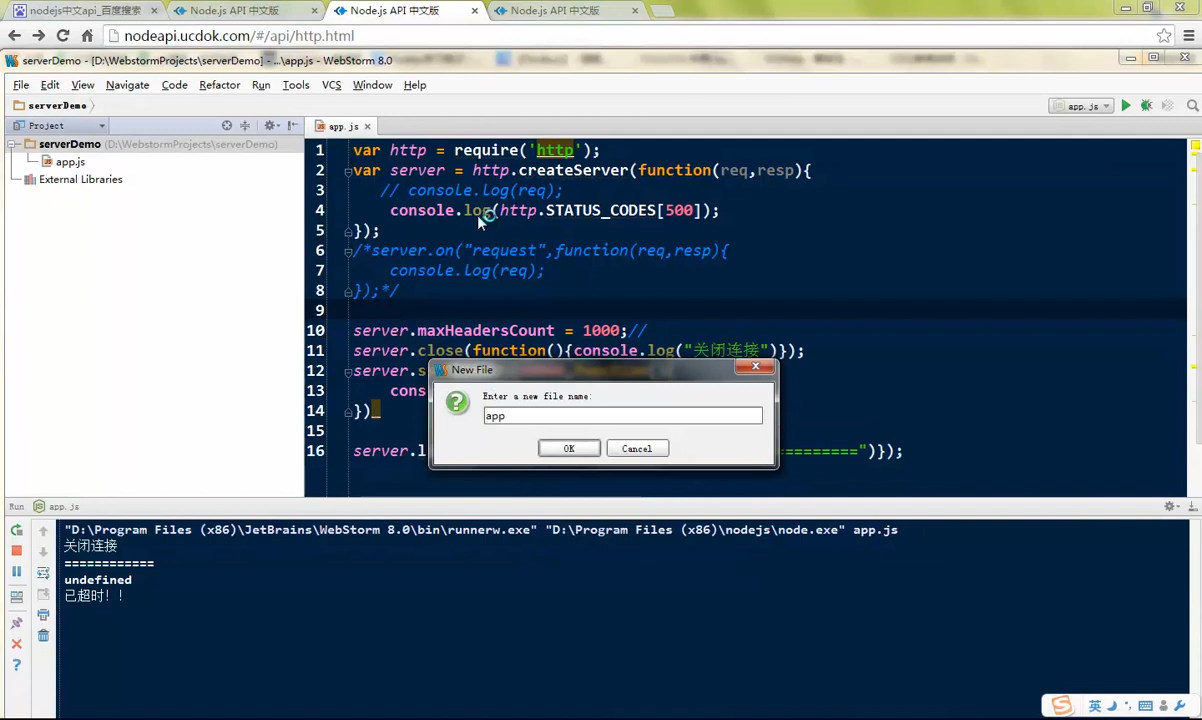 nodejs中文api_百度搜索
Node.js API 中文版
Node.js API 中文版
Node.js API 中文版
nodeapi.ucdok.com/#/api/http.html
serverDemo - [D:\WebstormProjects\serverDemo] - ...\app.js - WebStorm 8.0
File Edit View Navigate Code Refactor Run Tools VCS Window Help
serverDemo
app.js
Project
app.js
serverDemo (D:\WebstormProjects\serverDemo)
app.js
External Libraries
1 var http = require('http');
2 var server = http.createServer(function(req,resp){
3 // console.log(req);
4 console.log(http.STATUS_CODES[500]);
5 });
6 /*server.on("request",function(req,resp){
7 console.log(req);
8 });*/
9
10 server.maxHeadersCount = 1000;//
11 server.close(function(){console.log("关闭连接")});
12 server.s
13 cons
14 })
15
16 server.l =========")});
New File
Enter a new file name:
app
OK
Cancel
Run app.js
"D:\Program Files (x86)\JetBrains\WebStorm 8.0\bin\runnerw.exe" "D:\Program Files (x86)\nodejs\node.exe" app.js
关闭连接
============
undefined
已超时！！
英